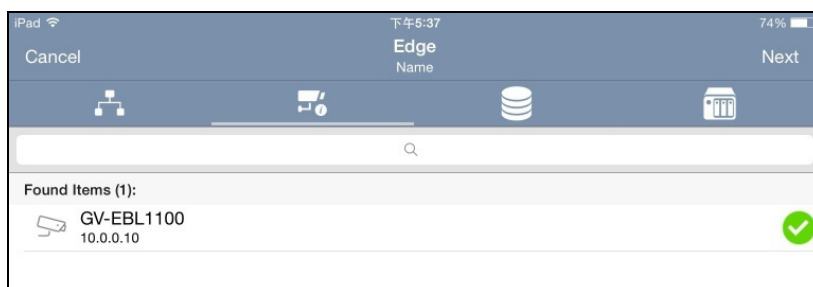 iPad 下午5:37 74%
Edge
Cancel Next
Name
Found Items (1):
GV-EBL1100
10.0.0.10